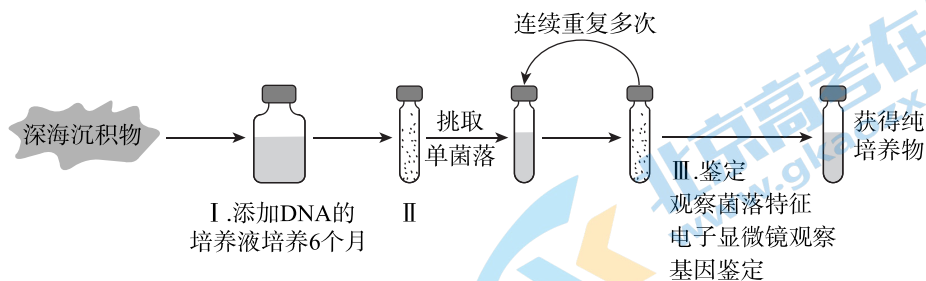 连续重复多次
深海沉积物
挑取
单菌落
获得纯
培养物
Ⅰ.添加DNA的
培养液培养6个月
Ⅱ
Ⅲ.鉴定
观察菌落特征
电子显微镜观察
基因鉴定
北京高考在
www.gkaozx